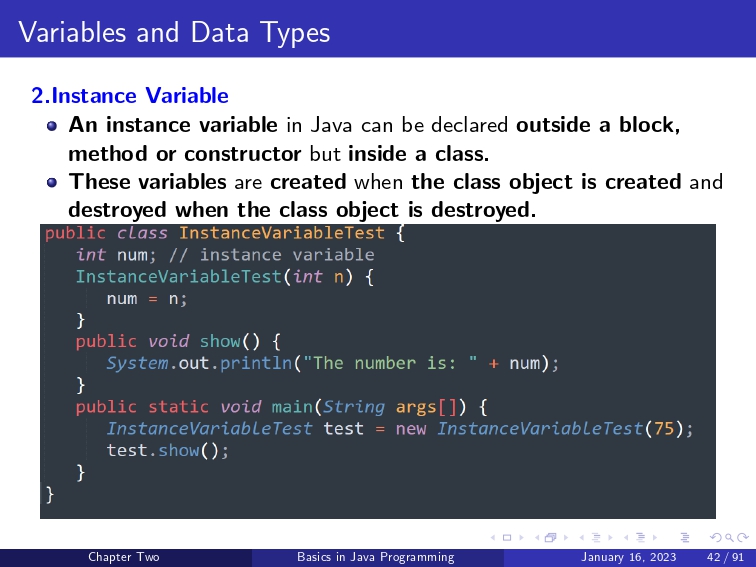 Variables and Data Types
2.Instance Variable
An instance variable in Java can be declared outside a block,
method or constructor but inside a class.
These variables are created when the class object is created and
destroyed when the class object is destroyed.
public class InstanceVariableTest {
int num; // instance variable
InstanceVariableTest(int n) {
num = n;
}
public void show() {
System.out.println("The number is: " + num);
}
public static void main(String args[]) {
InstanceVariableTest test = new InstanceVariableTest(75);
test.show();
}
}
Chapter Two Basics in Java Programming January 16, 2023 42 / 91